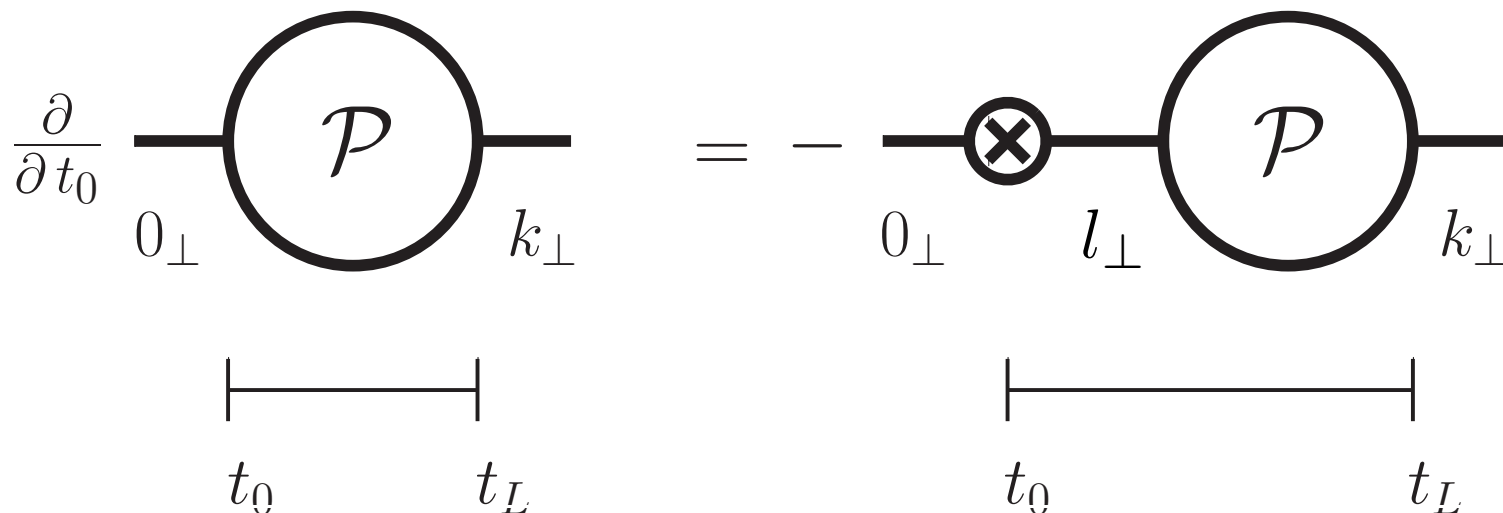 ∂/∂t₀ 𝒫 = − 𝒫
0⊥ k⊥ 0⊥ l⊥ k⊥
t₀ t_L t₀ t_L